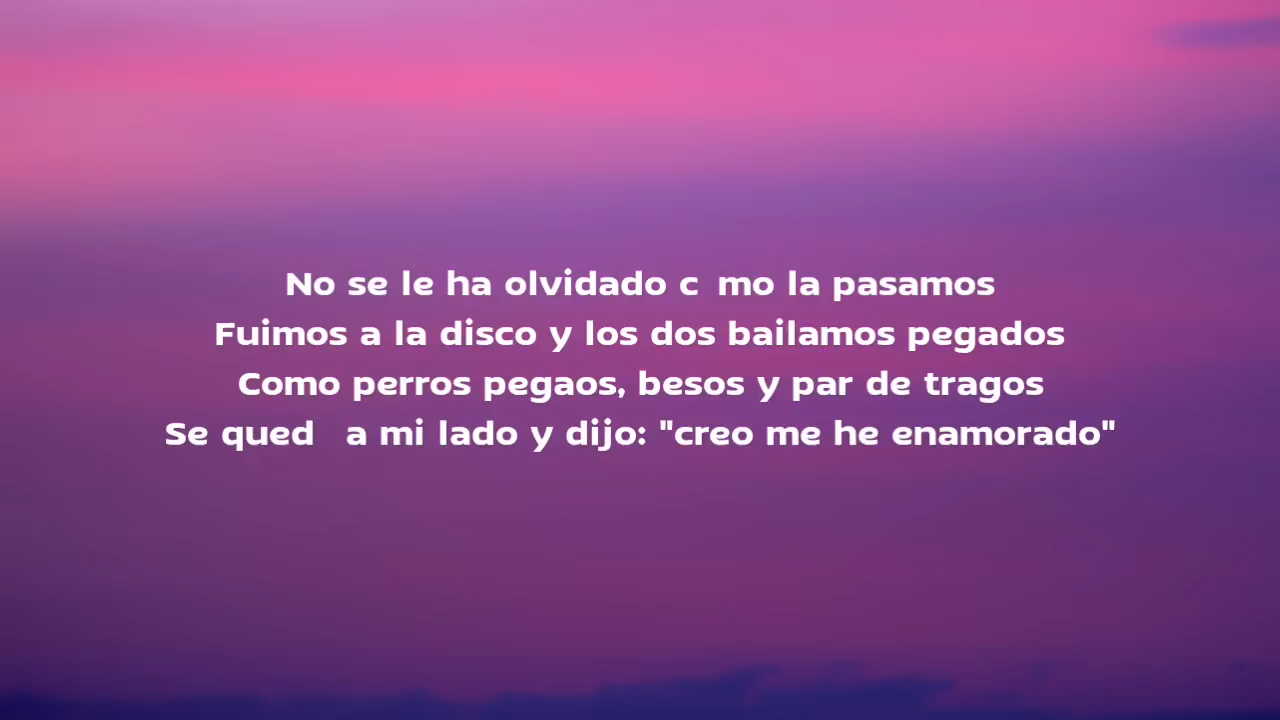 No se le ha olvidado c mo la pasamos
Fuimos a la disco y los dos bailamos pegados
Como perros pegaos, besos y par de tragos
Se qued a mi lado y dijo: "creo me he enamorado"